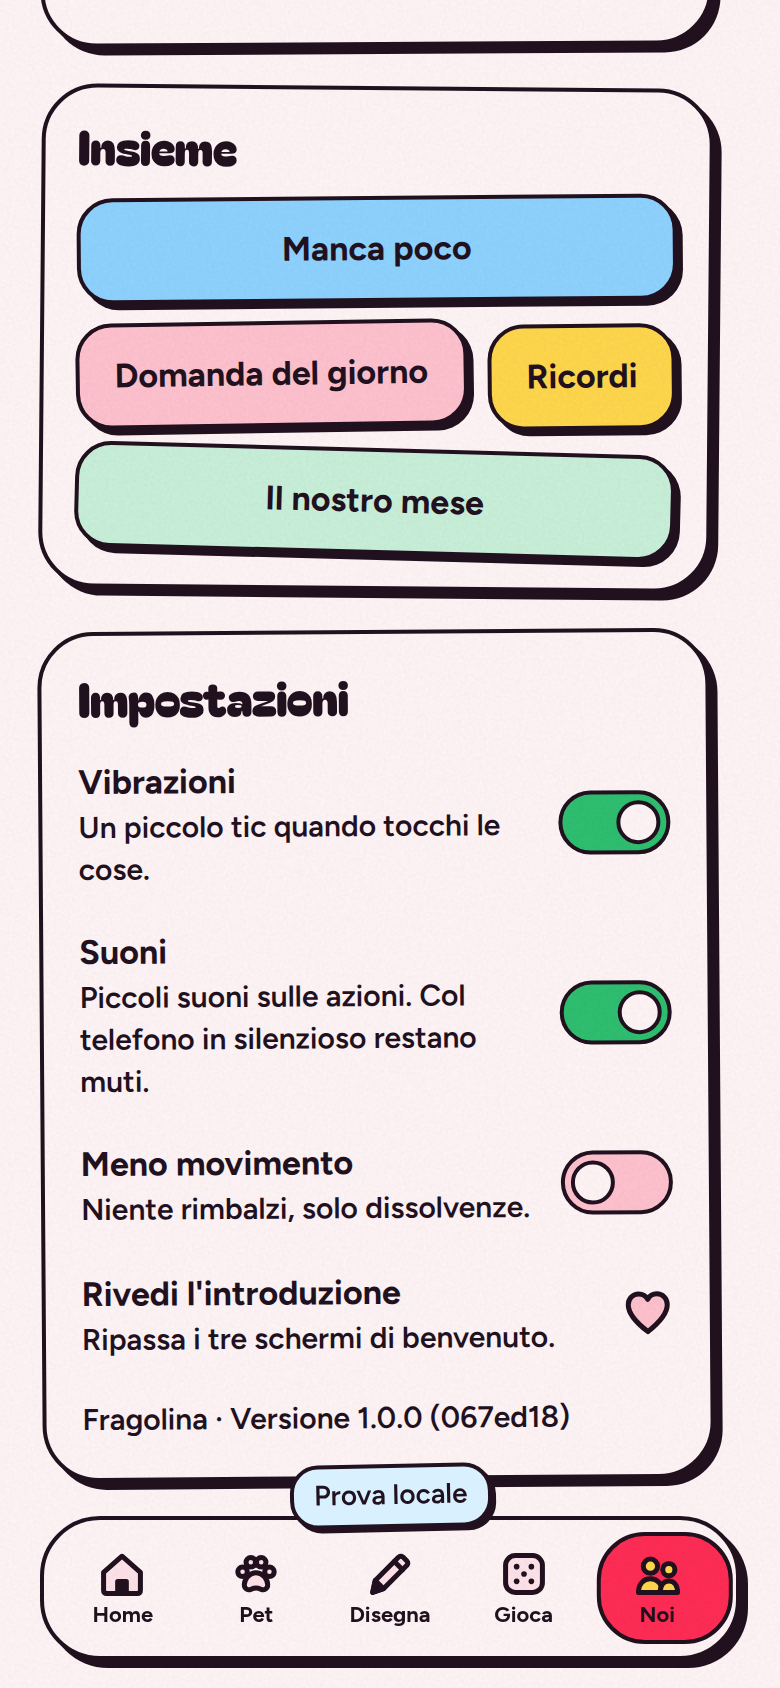 Insieme
Manca poco
Domanda del giorno
Ricordi
Il nostro mese
Impostazioni
Vibrazioni
Un piccolo tic quando tocchi le
cose.
Suoni
Piccoli suoni sulle azioni. Col
telefono in silenzioso restano
muti.
Meno movimento
Niente rimbalzi, solo dissolvenze.
Rivedi l'introduzione
Ripassa i tre schermi di benvenuto.
Fragolina · Versione 1.0.0 (067ed18)
Prova locale
Home
Pet
Disegna
Gioca
Noi